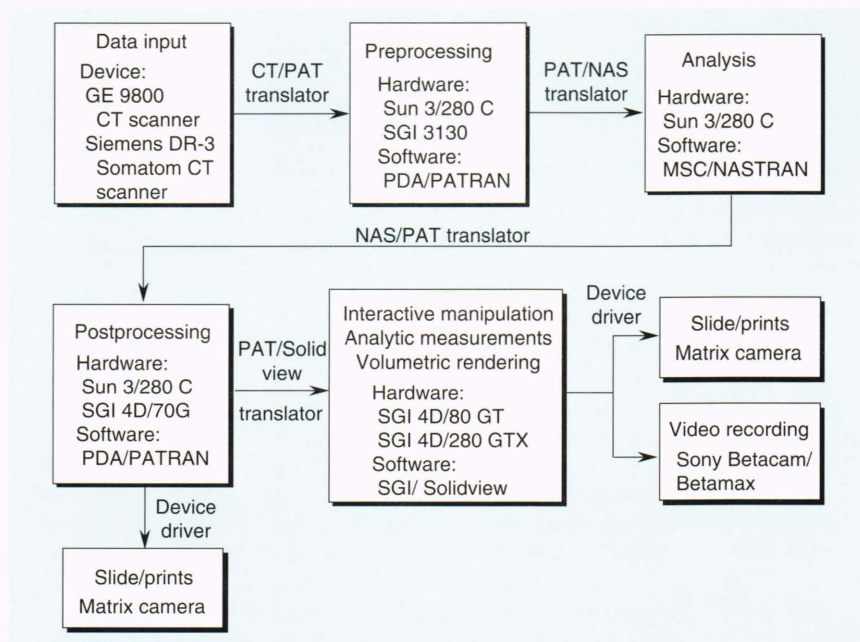 Data input
Device:
GE 9800
CT scanner
Siemens DR-3
Somatom CT
scanner
CT/PAT
translator
Preprocessing
Hardware:
Sun 3/280 C
SGI 3130
Software:
PDA/PATRAN
PAT/NAS
translator
Analysis
Hardware:
Sun 3/280 C
Software:
MSC/NASTRAN
NAS/PAT translator
Postprocessing
Hardware:
Sun 3/280 C
SGI 4D/70G
Software:
PDA/PATRAN
PAT/Solid
view
translator
Interactive manipulation
Analytic measurements
Volumetric rendering
Hardware:
SGI 4D/80 GT
SGI 4D/280 GTX
Software:
SGI/ Solidview
Device
driver
Slide/prints
Matrix camera
Video recording
Sony Betacam/
Betamax
Device
driver
Slide/prints
Matrix camera